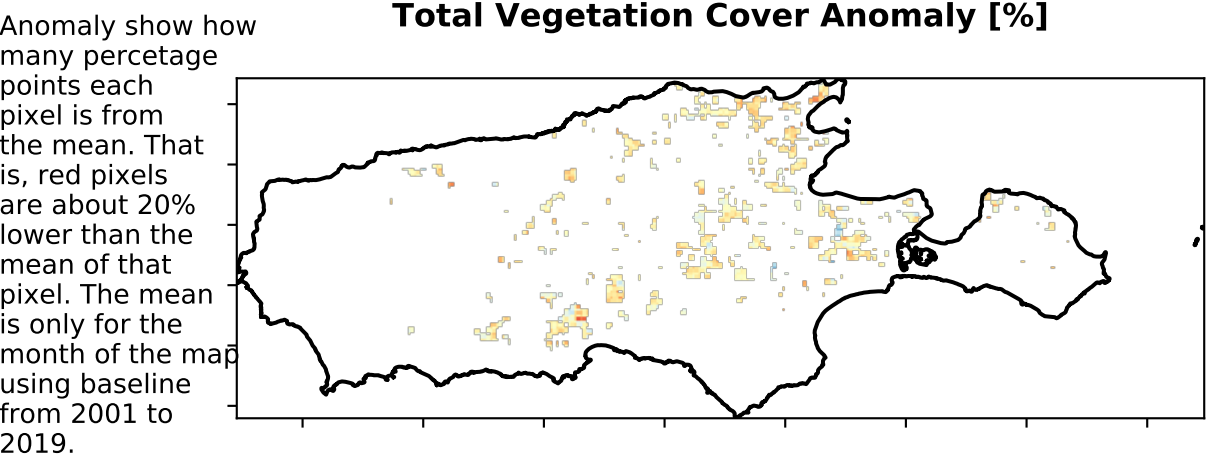 Total Vegetation Cover Anomaly [%]
Anomaly show how
many percetage
points each
pixel is from
the mean. That
is, red pixels
are about 20%
lower than the
mean of that
pixel. The mean
is only for the
month of the map
using baseline
from 2001 to
2019.